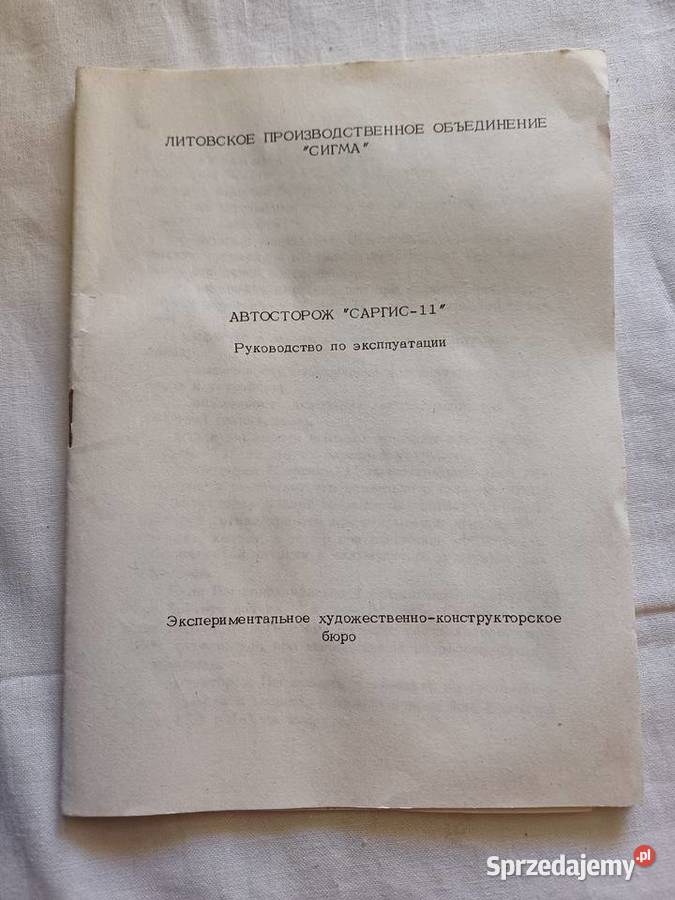 ЛИТОВСКОЕ ПРОИЗВОДСТВЕННОЕ ОБЪЕДИНЕНИЕ
"СИГМА"
АВТОСТОРОЖ "САРГИС-11"
Руководство по эксплуатации
Экспериментальное художественно-конструкторское
бюро
Sprzedajemy.pl